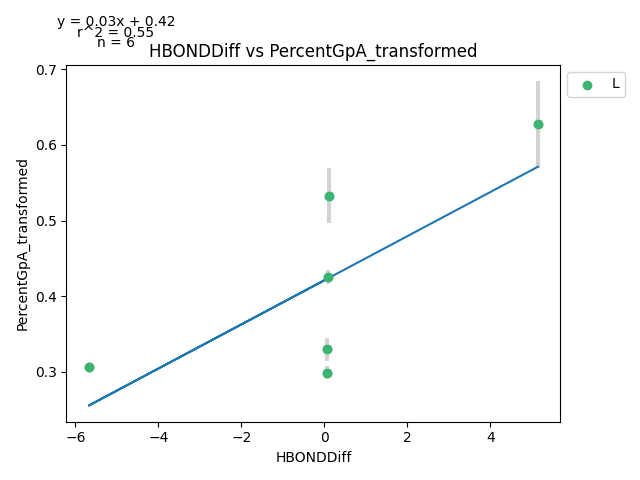 y = 0.03x + 0.42
r^2 = 0.55
n = 6
HBONDDiff vs PercentGpA_transformed
L
PercentGpA_transformed
0.7
0.6
0.5
0.4
0.3
−6
−4
−2
0
2
4
HBONDDiff